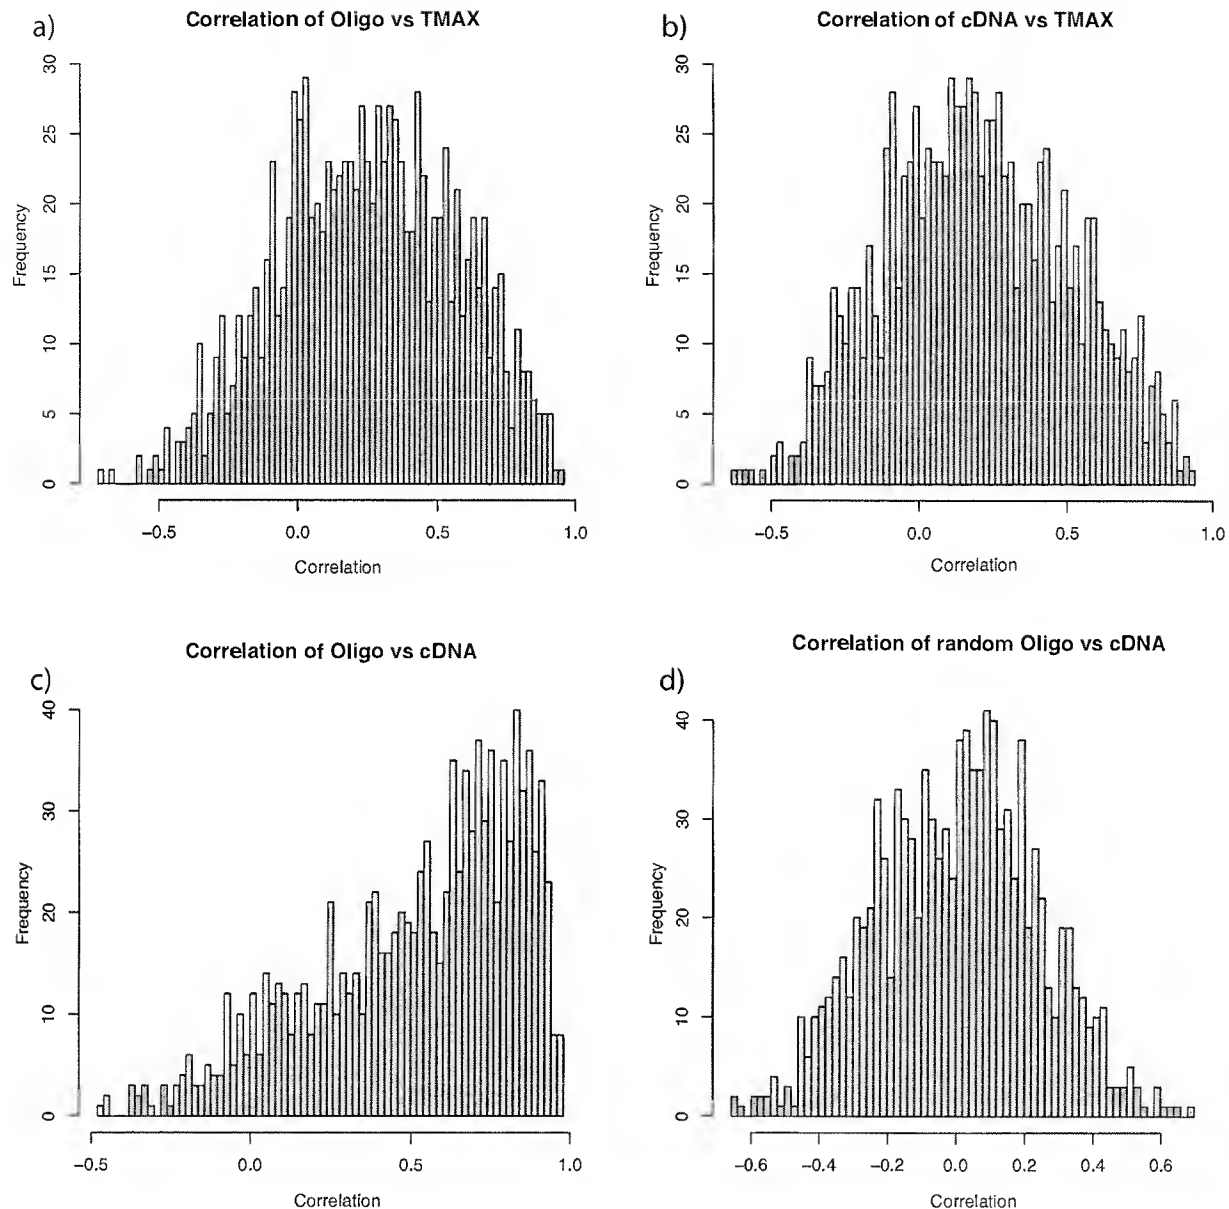 a)
Correlation of Oligo vs TMAX
Frequency
0
5
10
15
20
25
30
−0.5
0.0
0.5
1.0
Correlation
b)
Correlation of cDNA vs TMAX
Frequency
0
5
10
15
20
25
30
−0.5
0.0
0.5
1.0
Correlation
c)
Correlation of Oligo vs cDNA
Frequency
0
10
20
30
40
−0.5
0.0
0.5
1.0
Correlation
d)
Correlation of random Oligo vs cDNA
Frequency
0
10
20
30
40
−0.6
−0.4
−0.2
0.0
0.2
0.4
0.6
Correlation